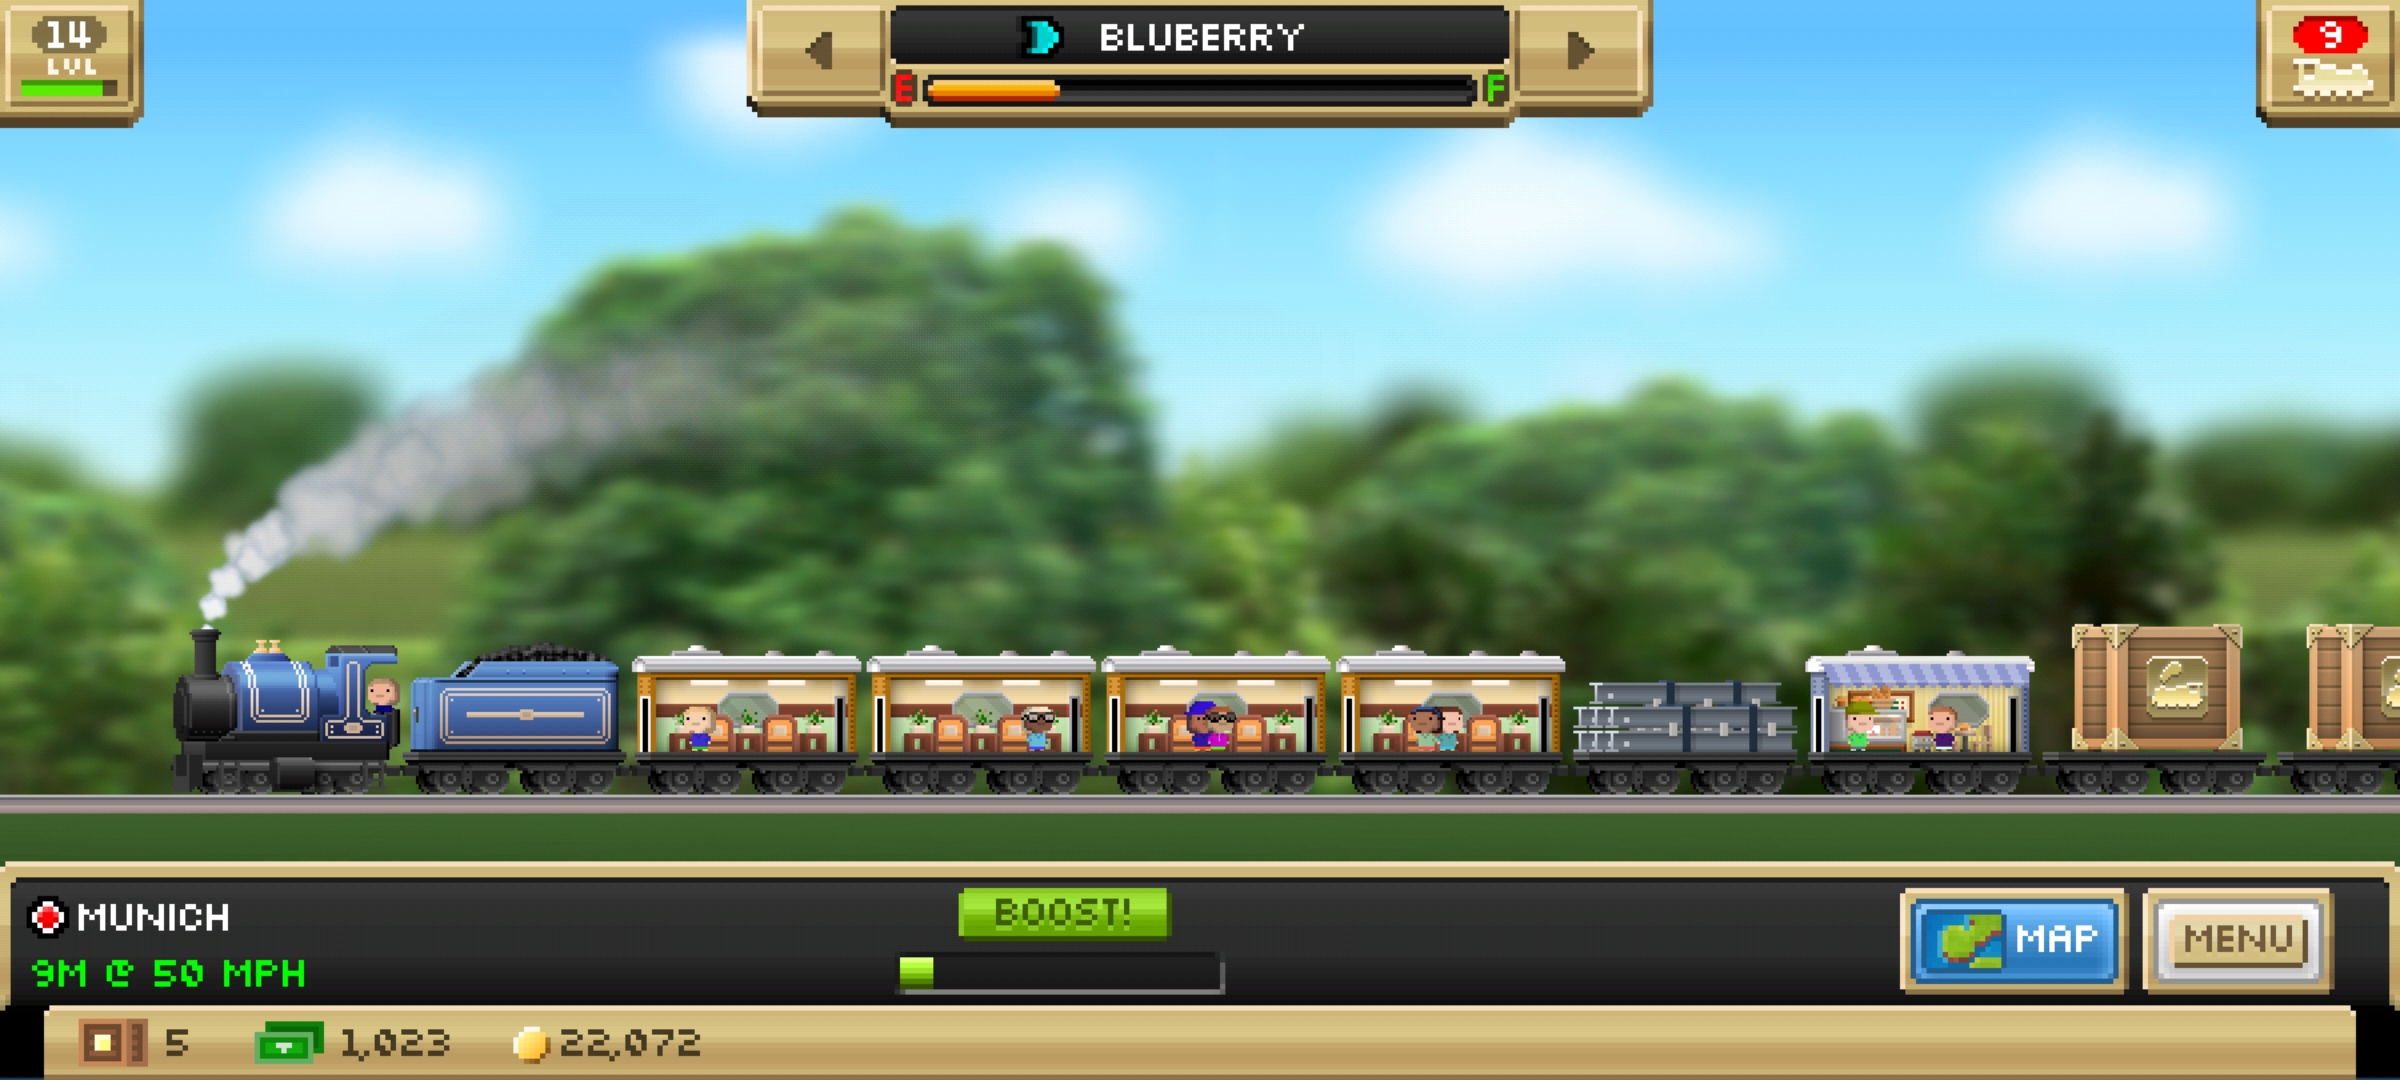 14
LVL
BLUBERRY
E
F
9
MUNICH
9M @ 50 MPH
BOOST!
MAP
MENU
5
1,023
22,072